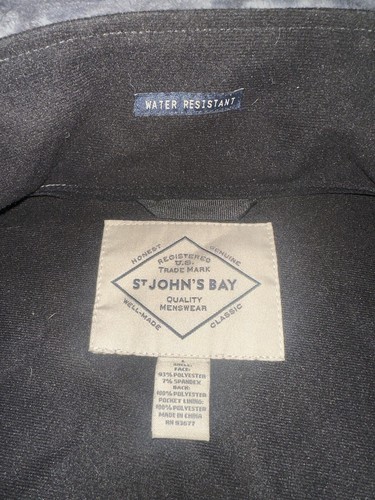 WATER RESISTANT
HONEST
GENUINE
REGISTERED
U.S.
TRADE MARK
ST JOHN'S BAY
QUALITY
MENSWEAR
WELL-MADE
CLASSIC
L
SHELL:
FACE:
93% POLYESTER
7% SPANDEX
BACK:
100% POLYESTER
POCKET LINING:
100% POLYESTER
MADE IN CHINA
RN 93677